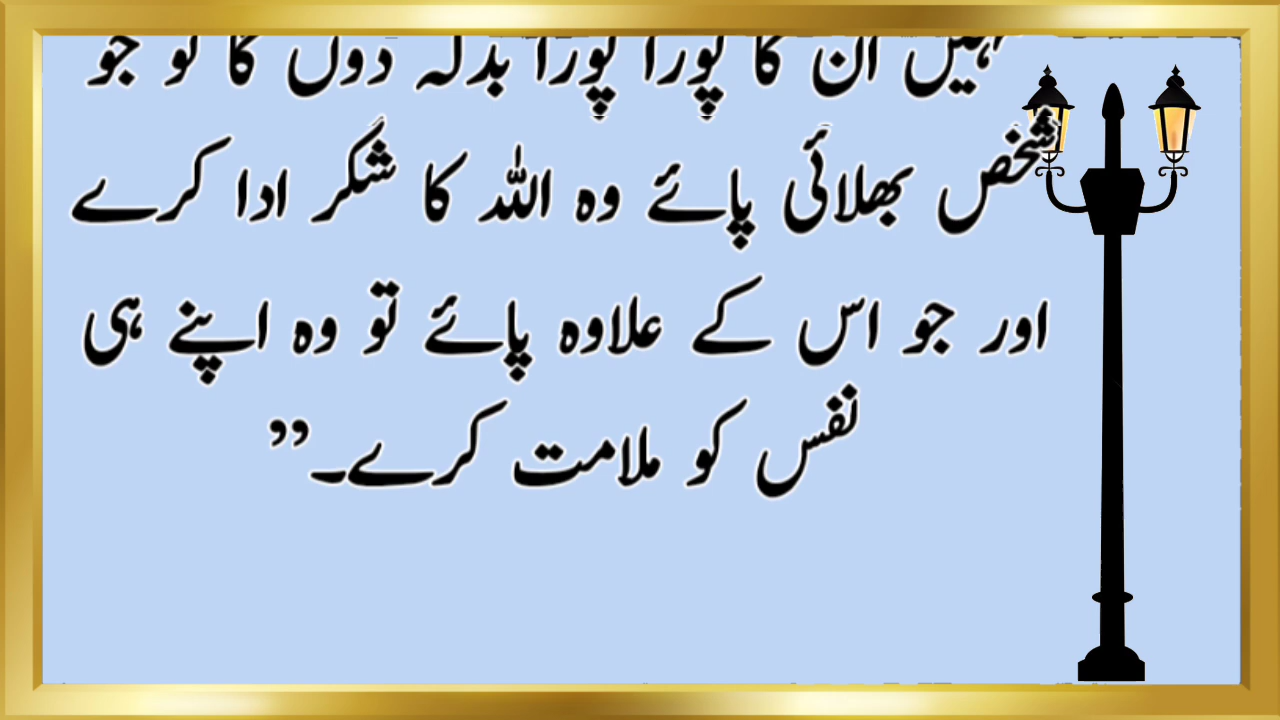 ان کا پورا پورا بدلہ دوں گا تو جو
شخص بھلائی پائے وہ اللہ کا شکر ادا کرے
اور جو اس کے علاوہ پائے تو وہ اپنے ہی
نفس کو ملامت کرے۔”